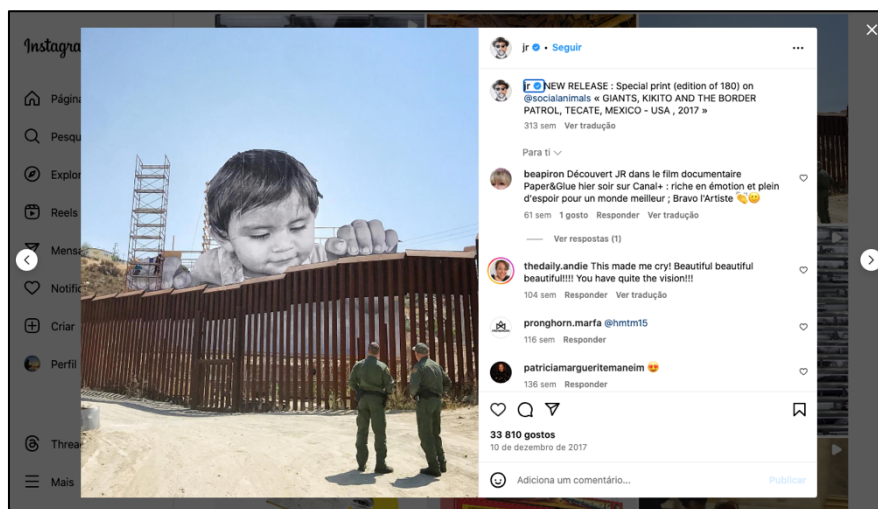 Instagra
Página
Pesqu
Explor
Reels
Mensa
Notific
Criar
Perfil
Threa
Mais
jr • Seguir
jr NEW RELEASE : Special print (edition of 180) on
@socialanimals « GIANTS, KIKITO AND THE BORDER
PATROL, TECATE, MEXICO - USA , 2017 »
313 sem Ver tradução
Para ti
beapiron Découvert JR dans le film documentaire
Paper&Glue hier soir sur Canal+ : riche en émotion et plein
d'espoir pour un monde meilleur ; Bravo l'Artiste 👏🙂
61 sem 1 gosto Responder Ver tradução
Ver respostas (1)
thedaily.andie This made me cry! Beautiful beautiful
beautiful!!!! You have quite the vision!!!
104 sem Responder Ver tradução
pronghorn.marfa @hmtm15
116 sem Responder
patriciamargueritemaneim 😍
136 sem Responder
33 810 gostos
10 de dezembro de 2017
Adiciona um comentário...
Publicar